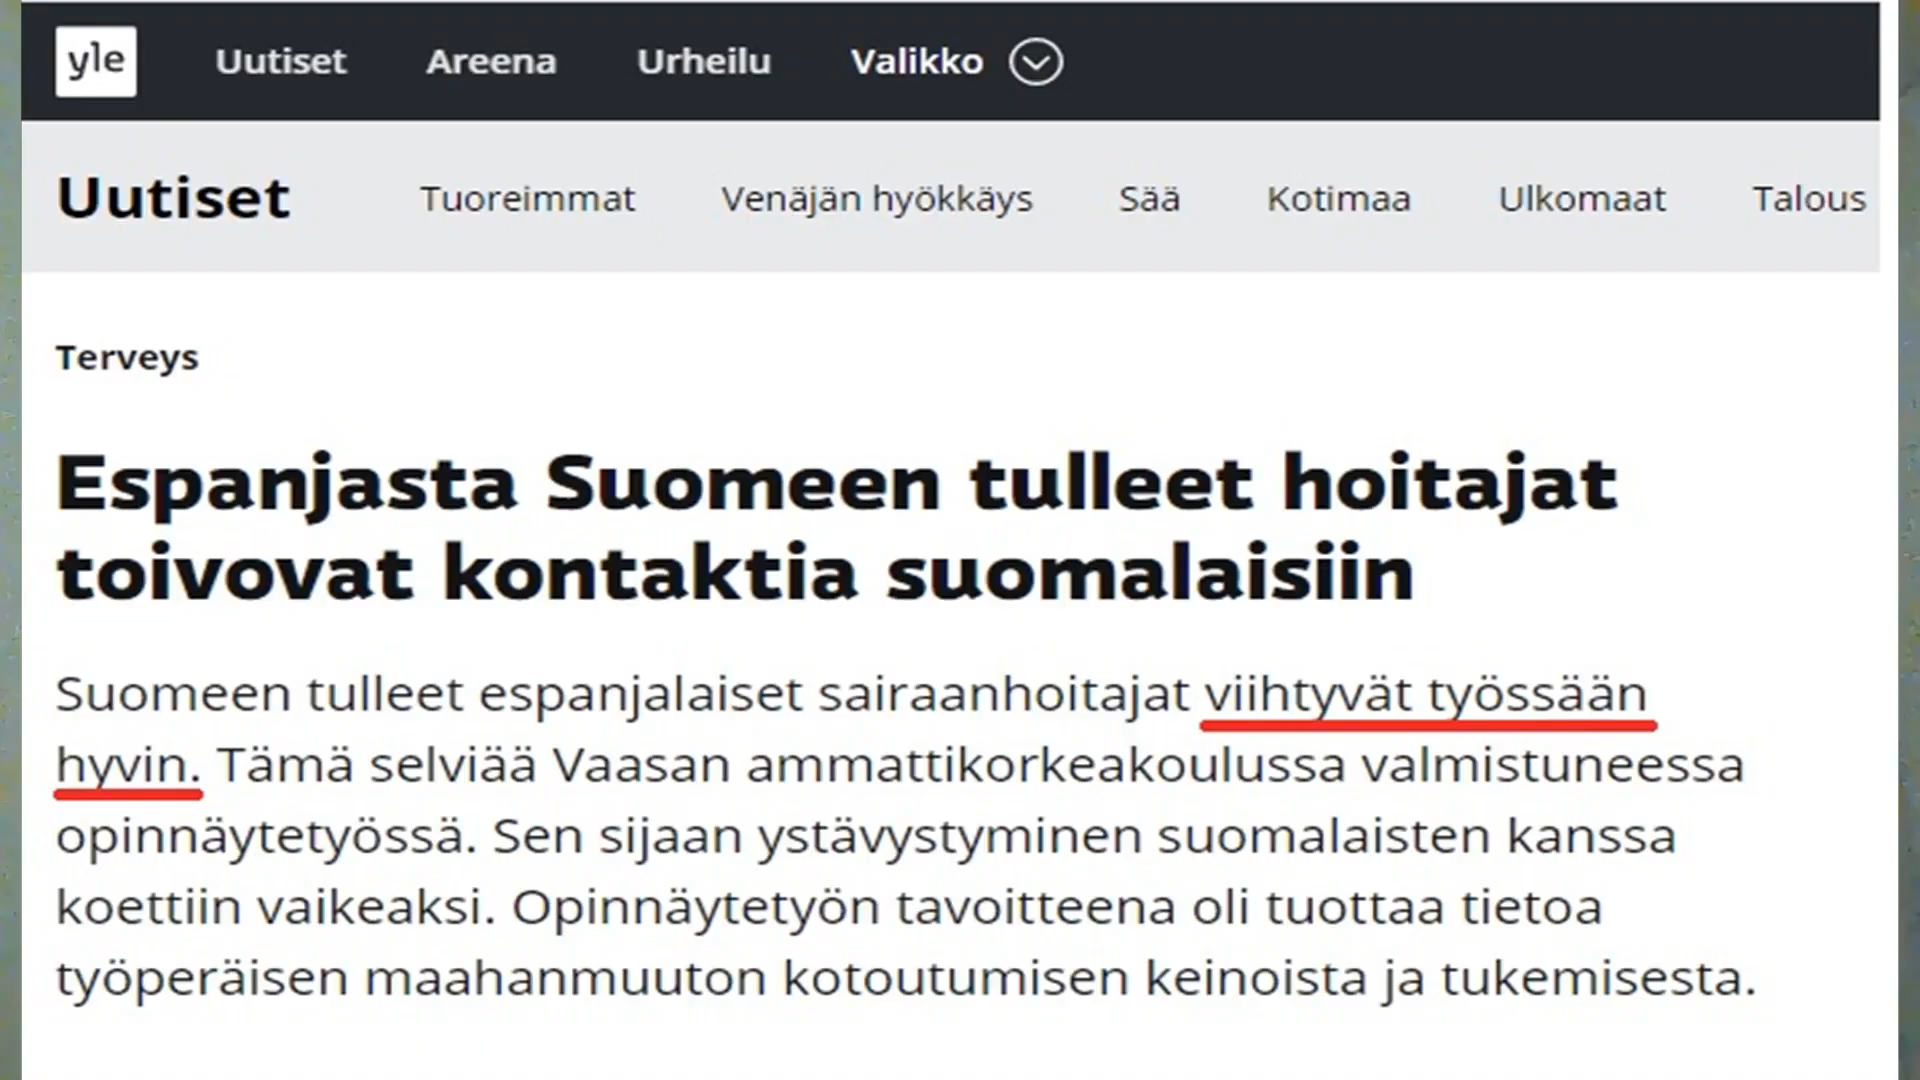 yle Uutiset Areena Urheilu Valikko
Uutiset Tuoreimmat Venäjän hyökkäys Sää Kotimaa Ulkomaat Talous
Terveys
Espanjasta Suomeen tulleet hoitajat
toivovat kontaktia suomalaisiin
Suomeen tulleet espanjalaiset sairaanhoitajat viihtyvät työssään
hyvin. Tämä selviää Vaasan ammattikorkeakoulussa valmistuneessa
opinnäytetyössä. Sen sijaan ystävystyminen suomalaisten kanssa
koettiin vaikeaksi. Opinnäytetyön tavoitteena oli tuottaa tietoa
työperäisen maahanmuuton kotoutumisen keinoista ja tukemisesta.